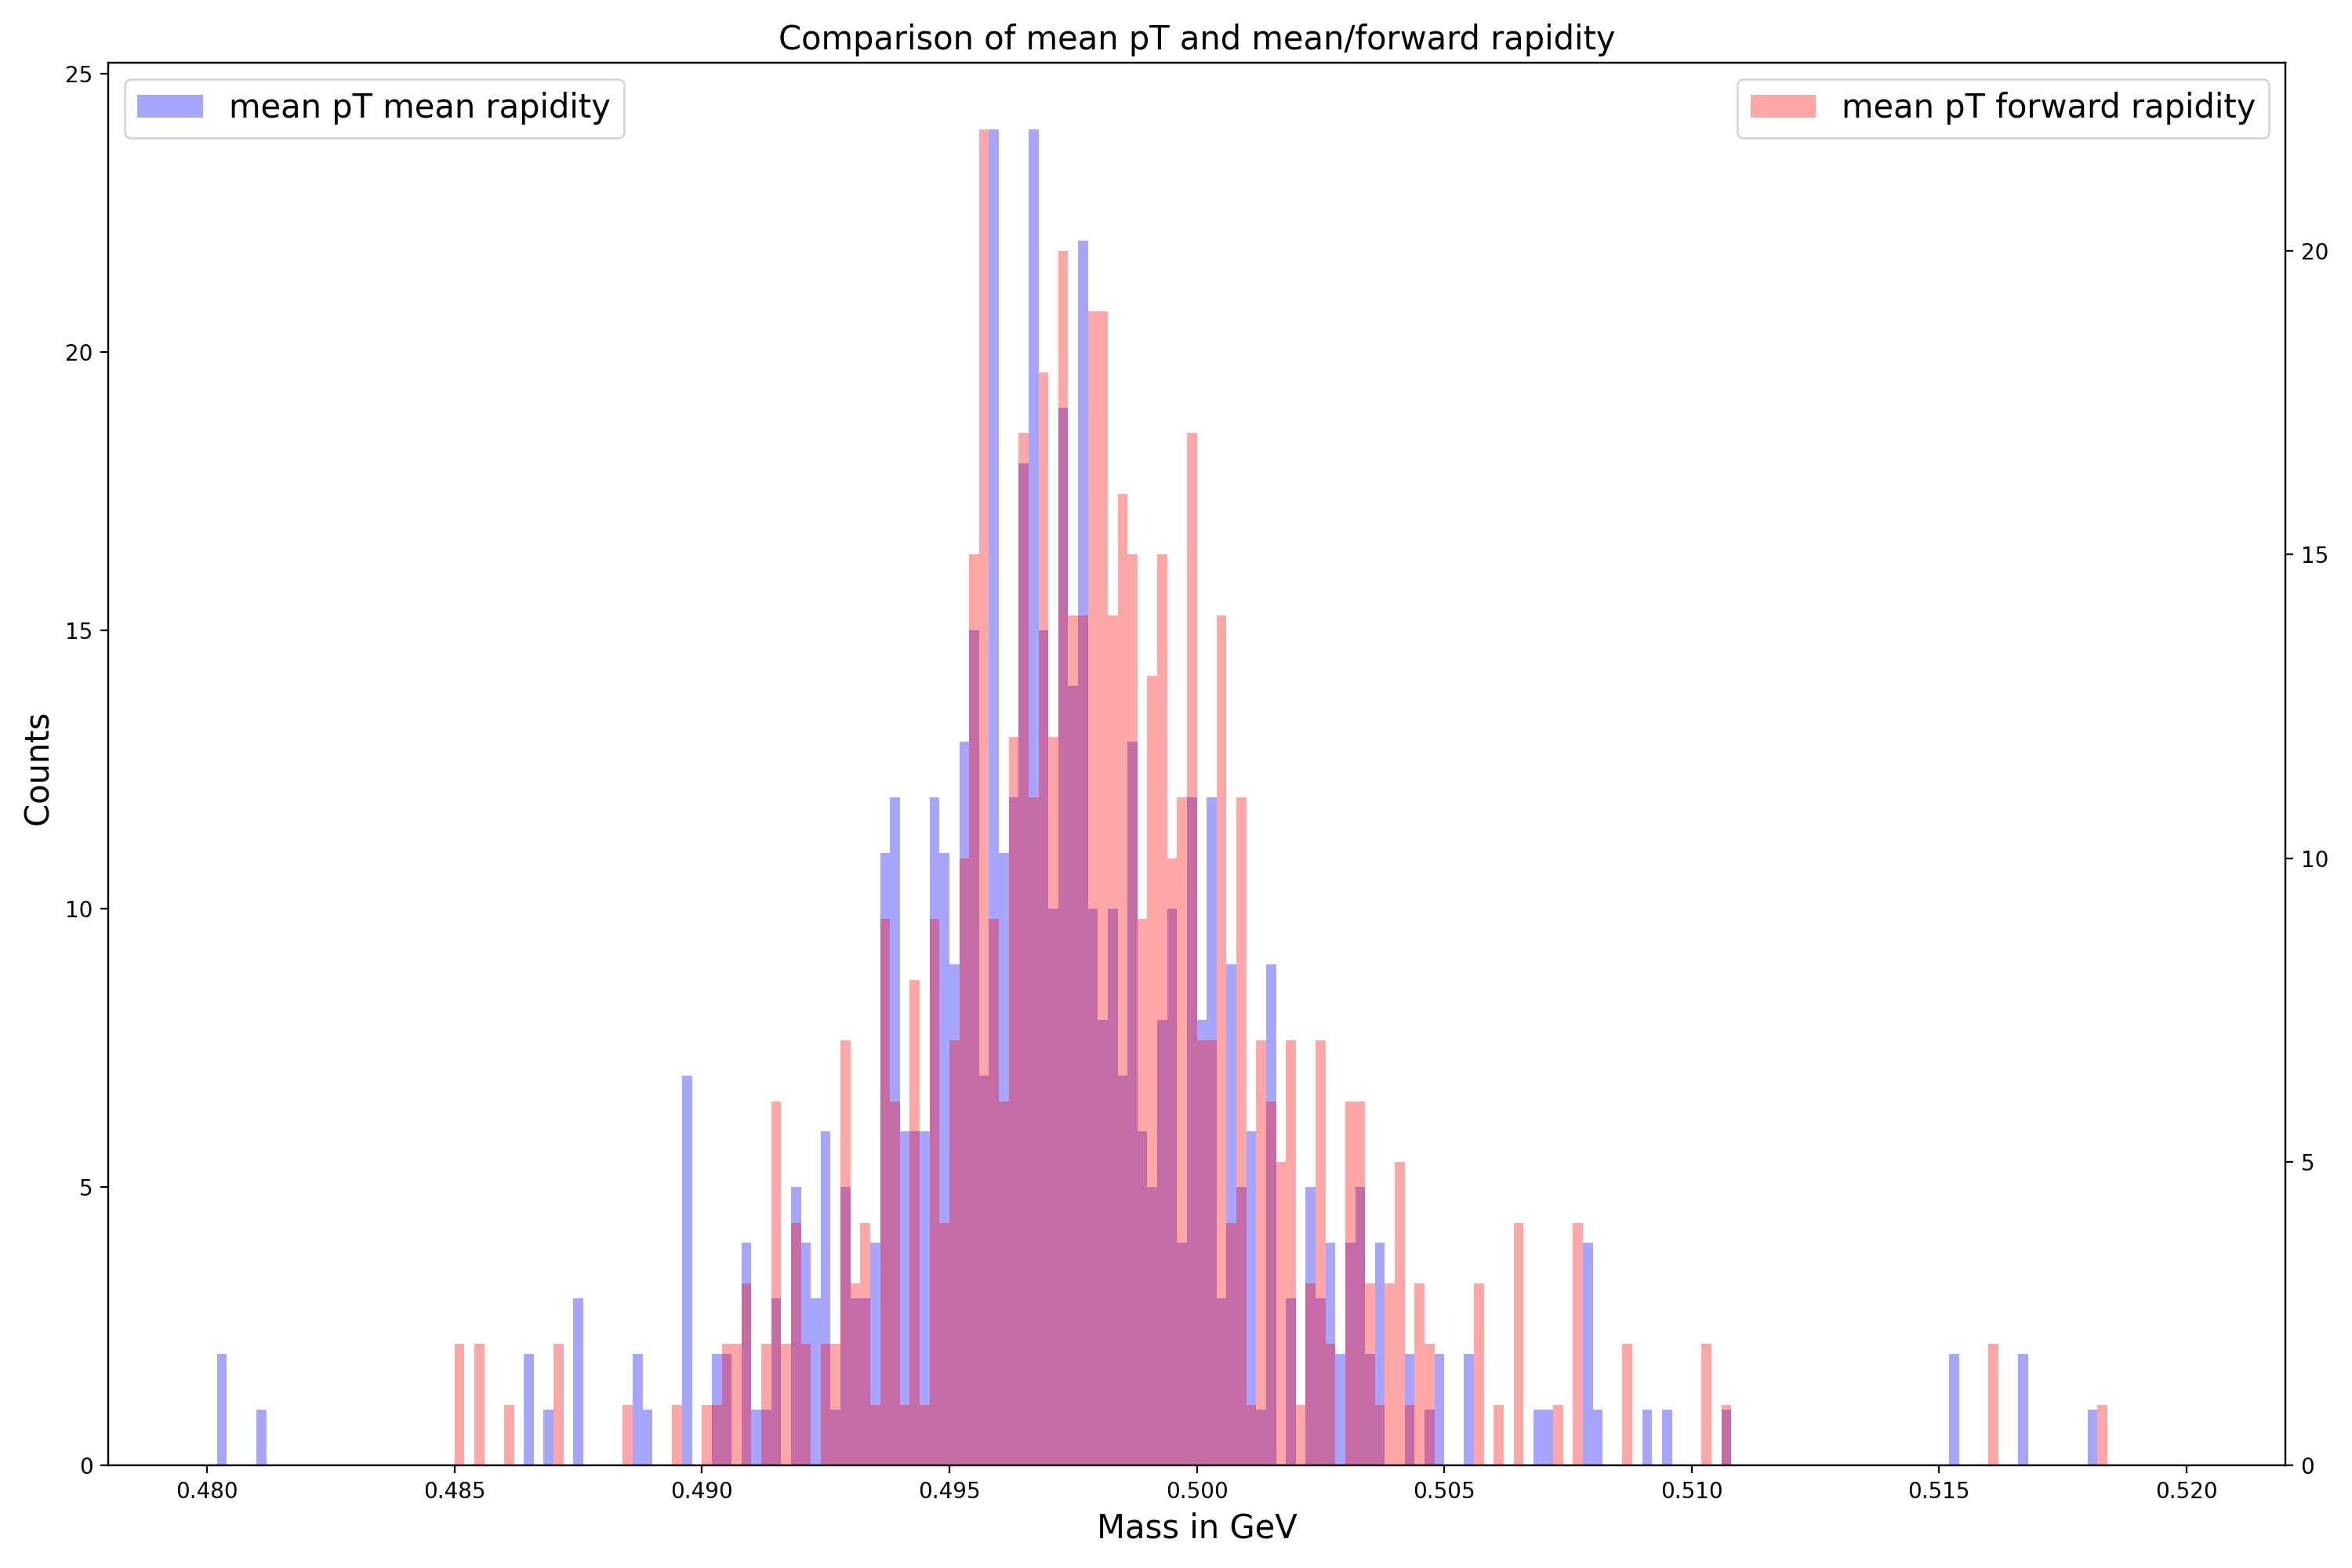 Comparison of mean pT and mean/forward rapidity
mean pT mean rapidity
mean pT forward rapidity
25
20
15
10
5
0
Counts
20
15
10
5
0
0.480 0.485 0.490 0.495 0.500 0.505 0.510 0.515 0.520
Mass in GeV